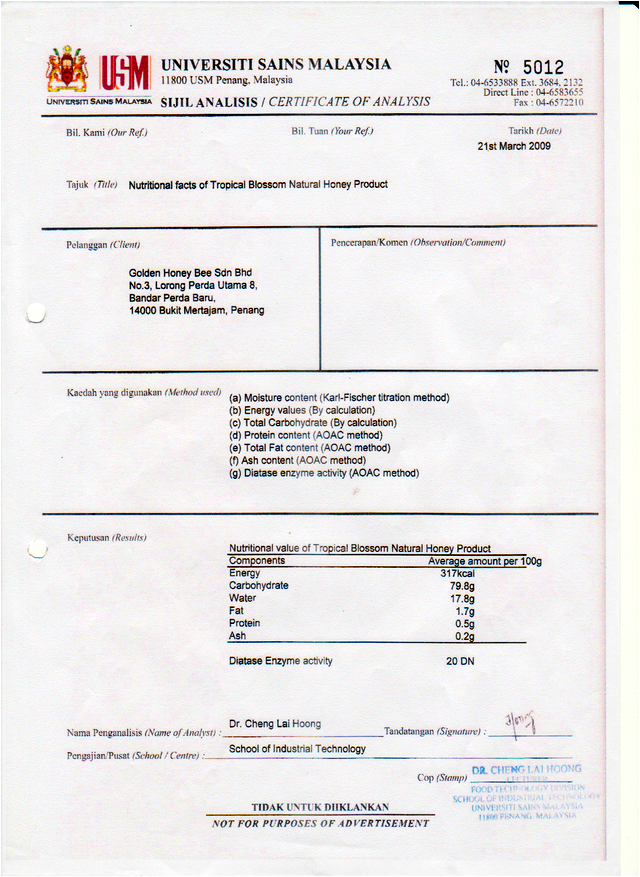 USM
UNIVERSITI SAINS MALAYSIA
UNIVERSITI SAINS MALAYSIA
11800 USM Penang, Malaysia
SIJIL ANALISIS / CERTIFICATE OF ANALYSIS
Nº 5012
Tel.: 04-6533888 Ext. 3684, 2132
Direct Line : 04-6583655
Fax : 04-6572210
Bil. Kami (Our Ref.)
Bil. Tuan (Your Ref.)
Tarikh (Date)
21st March 2009
Tajuk (Title) Nutritional facts of Tropical Blossom Natural Honey Product
Pelanggan (Client)
Golden Honey Bee Sdn Bhd
No.3, Lorong Perda Utama 8,
Bandar Perda Baru,
14000 Bukit Mertajam, Penang
Pencerapan/Komen (Observation/Comment)
Kaedah yang digunakan (Method used)
(a) Moisture content (Karl-Fischer titration method)
(b) Energy values (By calculation)
(c) Total Carbohydrate (By calculation)
(d) Protein content (AOAC method)
(e) Total Fat content (AOAC method)
(f) Ash content (AOAC method)
(g) Diatase enzyme activity (AOAC method)
Keputusan (Results)
Nutritional value of Tropical Blossom Natural Honey Product
Components Average amount per 100g
Energy 317kcal
Carbohydrate 79.8g
Water 17.8g
Fat 1.7g
Protein 0.5g
Ash 0.2g
Diatase Enzyme activity 20 DN
Nama Penganalisis (Name of Analyst) : Dr. Cheng Lai Hoong
Tandatangan (Signature) :
Pengajian/Pusat (School / Centre) : School of Industrial Technology
Cop (Stamp)
DR. CHENG LAI HOONG
LECTURER
FOOD TECHNOLOGY DIVISION
SCHOOL OF INDUSTRIAL TECHNOLOGY
UNIVERSITI SAINS MALAYSIA
11800 PENANG, MALAYSIA
TIDAK UNTUK DIIKLANKAN
NOT FOR PURPOSES OF ADVERTISEMENT